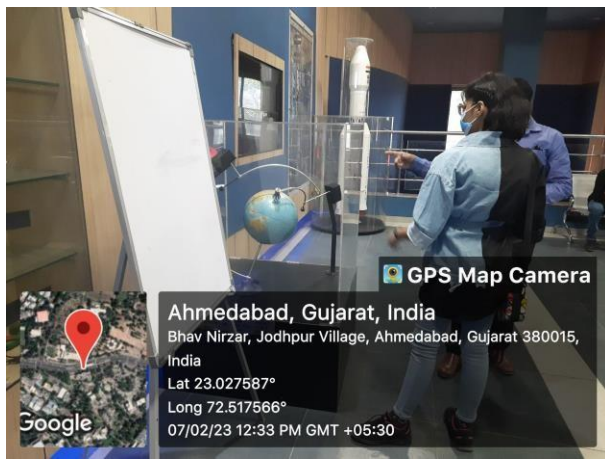 GPS Map Camera
Ahmedabad, Gujarat, India
Bhav Nirzar, Jodhpur Village, Ahmedabad, Gujarat 380015,
India
Lat 23.027587°
Long 72.517566°
07/02/23 12:33 PM GMT +05:30
Google